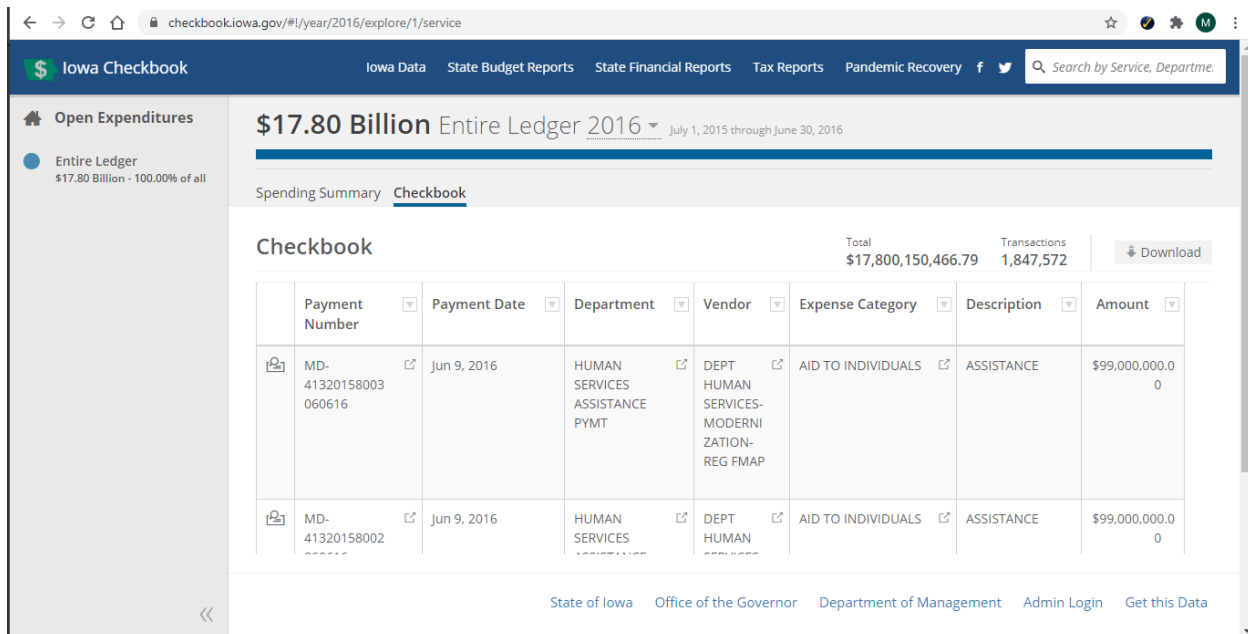 checkbook.iowa.gov/#!/year/2016/explore/1/service
M
$ Iowa Checkbook
Iowa Data State Budget Reports State Financial Reports Tax Reports Pandemic Recovery f Search by Service, Departme.
Open Expenditures
Entire Ledger
$17.80 Billion - 100.00% of all
$17.80 Billion Entire Ledger 2016 July 1, 2015 through June 30, 2016
Spending Summary Checkbook
Checkbook
Total
$17,800,150,466.79
Transactions
1,847,572
Download
Payment
Number
Payment Date
Department
Vendor
Expense Category
Description
Amount
MD-
41320158003
060616
Jun 9, 2016
HUMAN
SERVICES
ASSISTANCE
PYMT
DEPT
HUMAN
SERVICES-
MODERNI
ZATION-
REG FMAP
AID TO INDIVIDUALS
ASSISTANCE
$99,000,000.0
0
MD-
41320158002
Jun 9, 2016
HUMAN
SERVICES
DEPT
HUMAN
AID TO INDIVIDUALS
ASSISTANCE
$99,000,000.0
0
State of Iowa Office of the Governor Department of Management Admin Login Get this Data